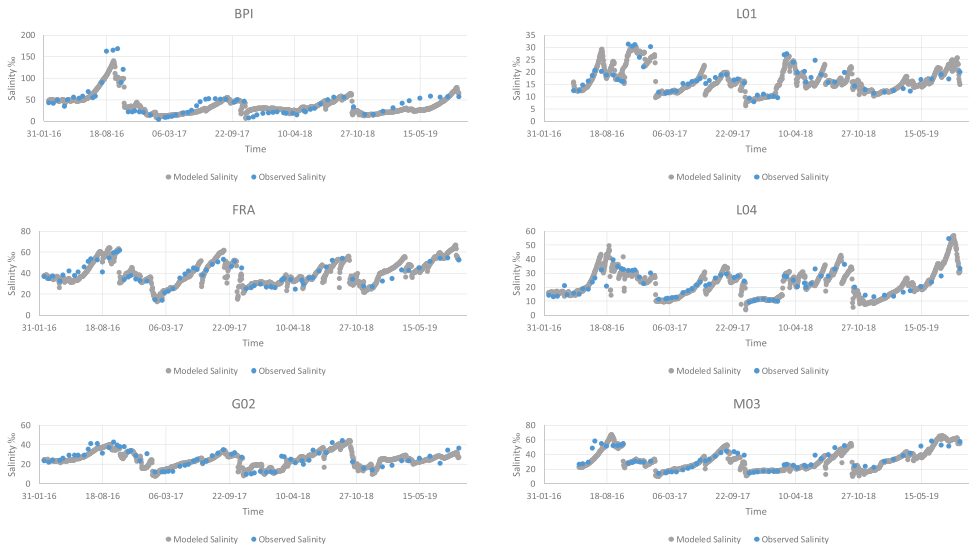 BPI
Salinity ‰
200
150
100
50
0
31-01-16 18-08-16 06-03-17 22-09-17 10-04-18 27-10-18 15-05-19
Time
Modeled Salinity Observed Salinity
L01
Salinity ‰
35
30
25
20
15
10
5
0
31-01-16 18-08-16 06-03-17 22-09-17 10-04-18 27-10-18 15-05-19
Time
Modeled Salinity Observed Salinity
FRA
Salinity ‰
80
60
40
20
0
31-01-16 18-08-16 06-03-17 22-09-17 10-04-18 27-10-18 15-05-19
Time
Modeled Salinity Observed Salinity
L04
Salinity ‰
60
50
40
30
20
10
0
31-01-16 18-08-16 06-03-17 22-09-17 10-04-18 27-10-18 15-05-19
Time
Modeled Salinity Observed Salinity
G02
Salinity ‰
60
40
20
0
31-01-16 18-08-16 06-03-17 22-09-17 10-04-18 27-10-18 15-05-19
Time
Modeled Salinity Observed Salinity
M03
Salinity ‰
80
60
40
20
0
31-01-16 18-08-16 06-03-17 22-09-17 10-04-18 27-10-18 15-05-19
Time
Modeled Salinity Observed Salinity